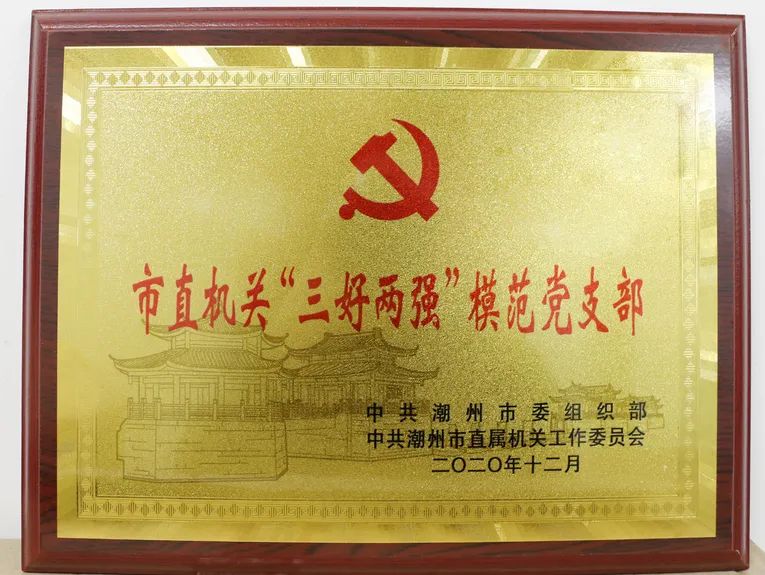 市直机关“三好两强”模范党支部
中共潮州市委组织部
中共潮州市直属机关工作委员会
二〇二〇年十二月